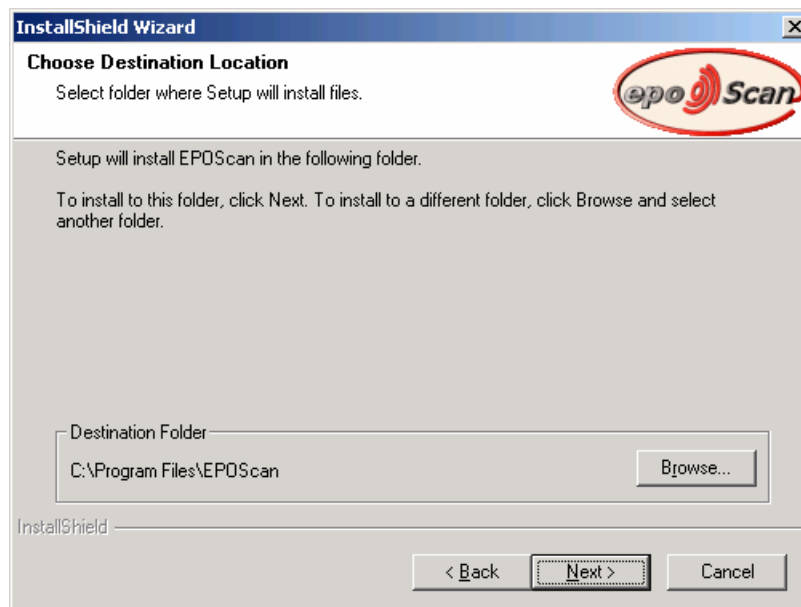 InstallShield Wizard
Choose Destination Location
Select folder where Setup will install files.
epo Scan
Setup will install EPOScan in the following folder.
To install to this folder, click Next. To install to a different folder, click Browse and select
another folder.
Destination Folder
C:\Program Files\EPOScan
Browse...
InstallShield
< Back
Next >
Cancel